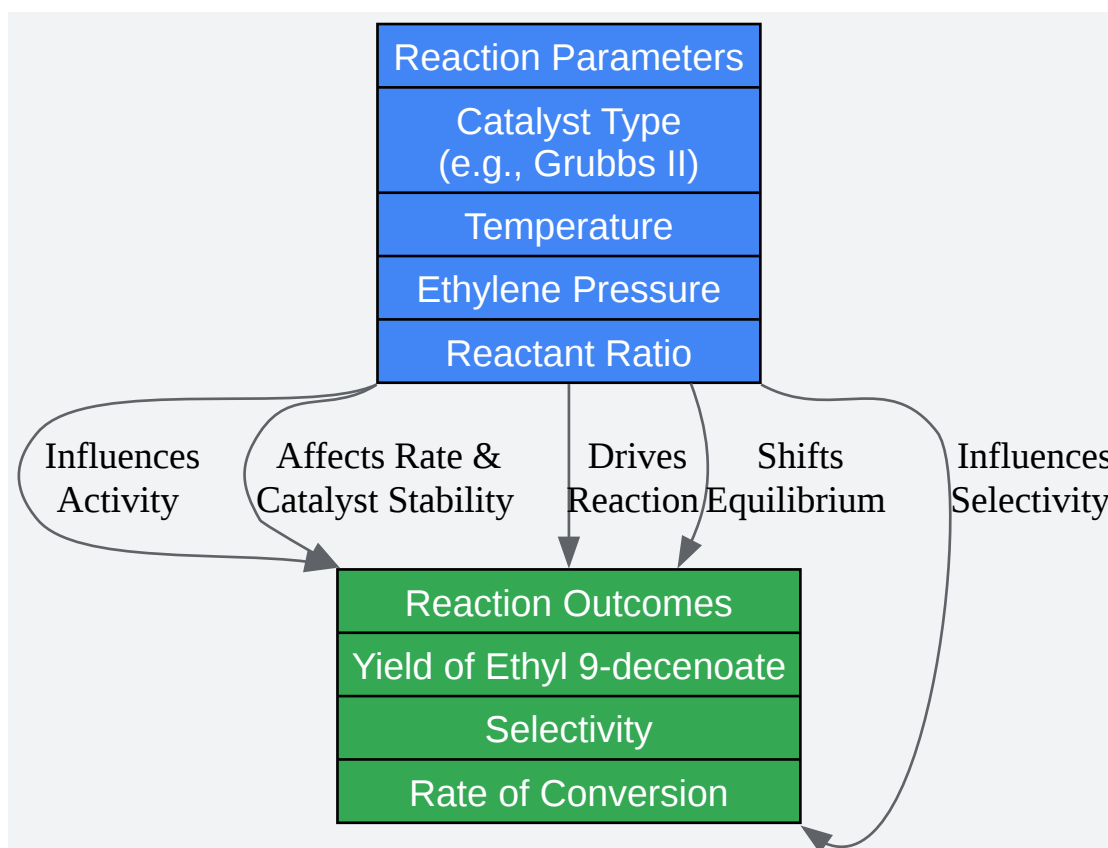 Reaction Parameters
Catalyst Type
(e.g., Grubbs II)
Temperature
Ethylene Pressure
Reactant Ratio
Influences
Activity
Affects Rate &
Catalyst Stability
Drives
Reaction
Shifts
Equilibrium
Influences
Selectivity
Reaction Outcomes
Yield of Ethyl 9-decenoate
Selectivity
Rate of Conversion